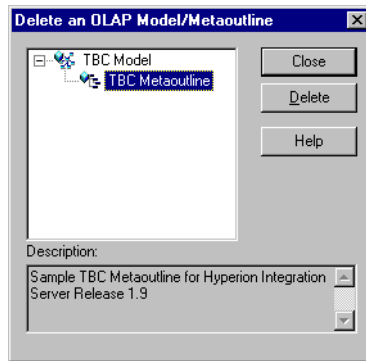 Delete an OLAP Model/Metaoutline
TBC Model
TBC Metaoutline
Close
Delete
Help
Description:
Sample TBC Metaoutline for Hyperion Integration
Server Release 1.9